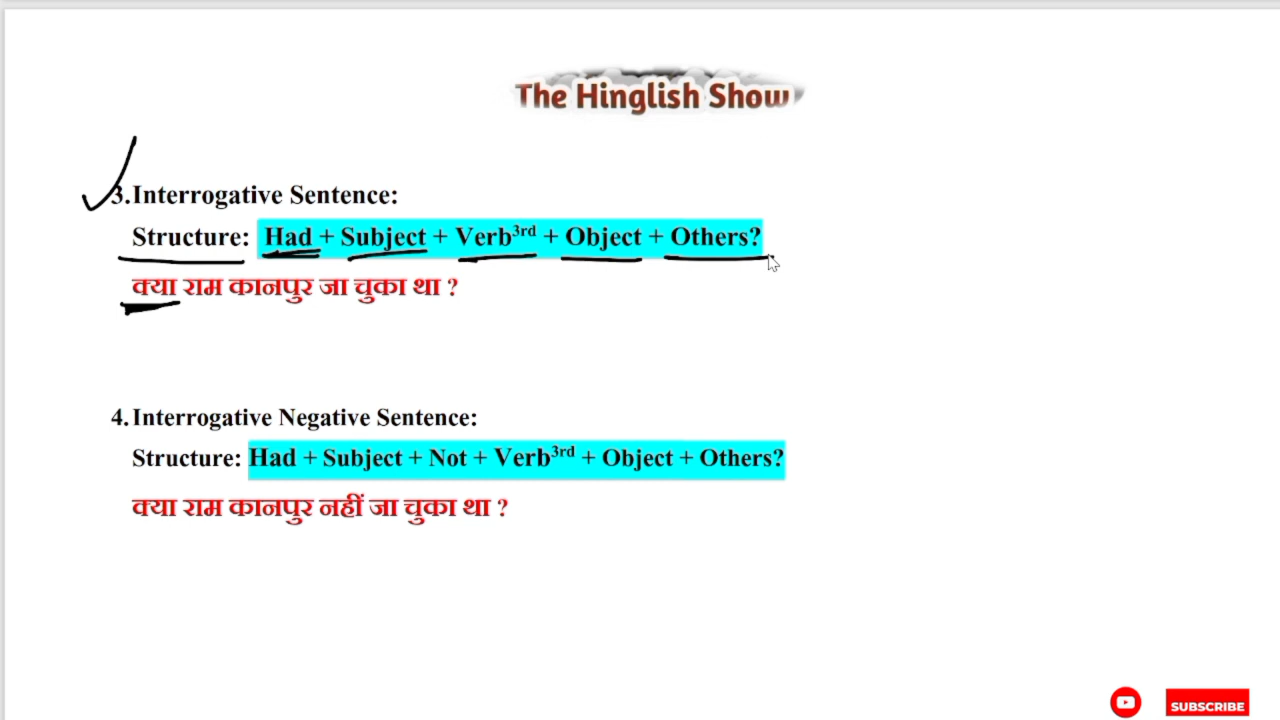 The Hinglish Show
3. Interrogative Sentence:
Structure: Had + Subject + Verb3rd + Object + Others?
क्या राम कानपुर जा चुका था ?
4. Interrogative Negative Sentence:
Structure: Had + Subject + Not + Verb3rd + Object + Others?
क्या राम कानपुर नहीं जा चुका था ?
SUBSCRIBE